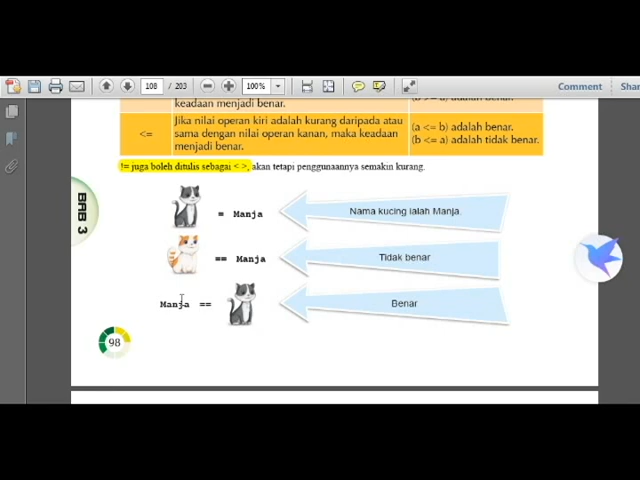 108 / 203
100%
Comment
Shar
keadaan menjadi benar.
<=
Jika nilai operan kiri adalah kurang daripada atau
sama dengan nilai operan kanan, maka keadaan
menjadi benar.
(a <= b) adalah benar.
(b <= a) adalah tidak benar.
!= juga boleh ditulis sebagai < >, akan tetapi penggunaannya semakin kurang.
BAB 3
= Manja
Nama kucing ialah Manja.
== Manja
Tidak benar
Manja ==
Benar
98